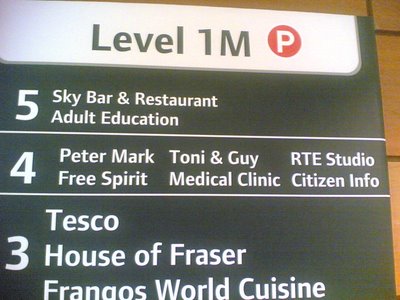 Level 1M P
5 Sky Bar & Restaurant
Adult Education
4 Peter Mark Toni & Guy RTE Studio
Free Spirit Medical Clinic Citizen Info
Tesco
3 House of Fraser
Frangos World Cuisine